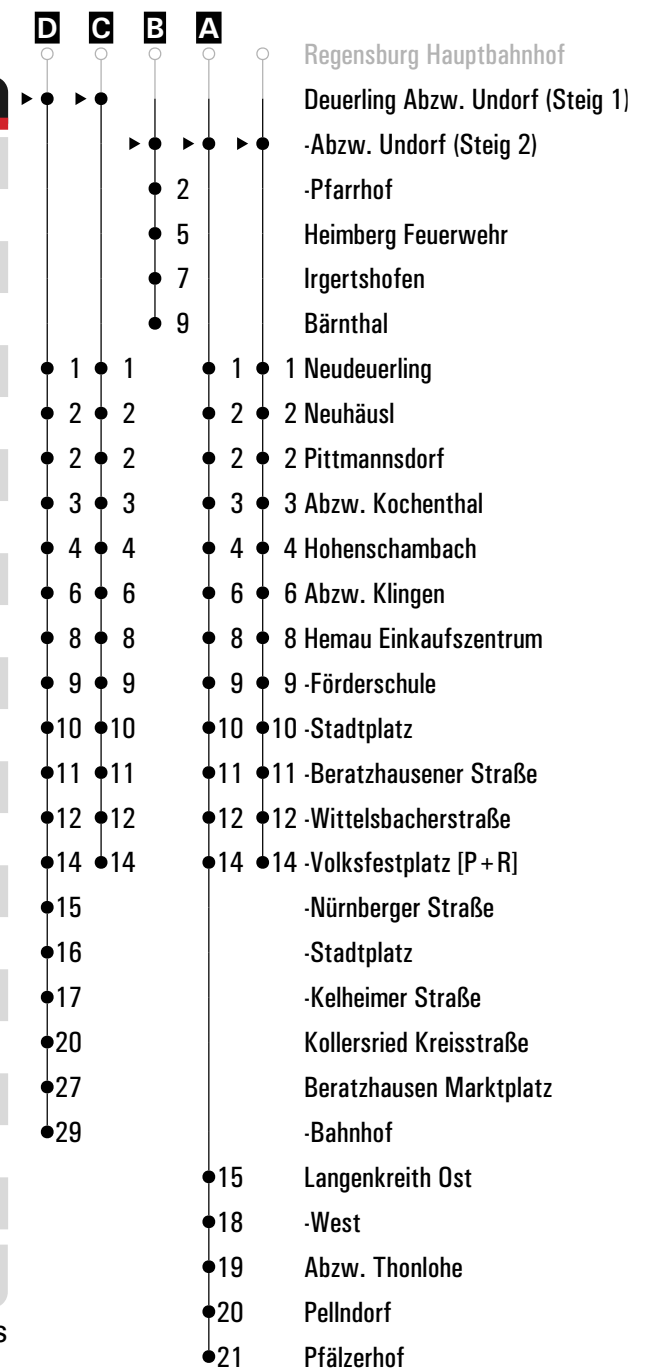 D C B A
Regensburg Hauptbahnhof
Deuerling Abzw. Undorf (Steig 1)
-Abzw. Undorf (Steig 2)
2 -Pfarrhof
5 Heimberg Feuerwehr
7 Irgertshofen
9 Bärnthal
1 1 1 1 Neudeuerling
2 2 2 2 Neuhäusl
2 2 2 2 Pittmannsdorf
3 3 3 3 Abzw. Kochenthal
4 4 4 4 Hohenschambach
6 6 6 6 Abzw. Klingen
8 8 8 8 Hemau Einkaufszentrum
9 9 9 9 -Förderschule
10 10 10 10 -Stadtplatz
11 11 11 11 -Beratzhausener Straße
12 12 12 12 -Wittelsbacherstraße
14 14 14 14 -Volksfestplatz [P+R]
15 -Nürnberger Straße
16 -Stadtplatz
17 -Kelheimer Straße
20 Kollersried Kreisstraße
27 Beratzhausen Marktplatz
29 -Bahnhof
15 Langenkreith Ost
18 -West
19 Abzw. Thonlohe
20 Pellndorf
s
21 Pfälzerhof